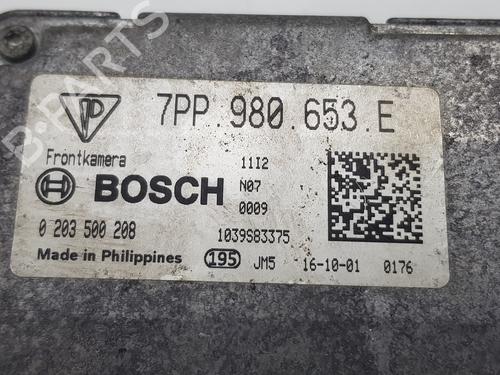 B-PARTS
7PP 980.653.E
Frontkamera
11I2
BOSCH
N07
0009
0 203 500 208
1039S83375
Made in Philippines
195
JM5
16-10-01
0176